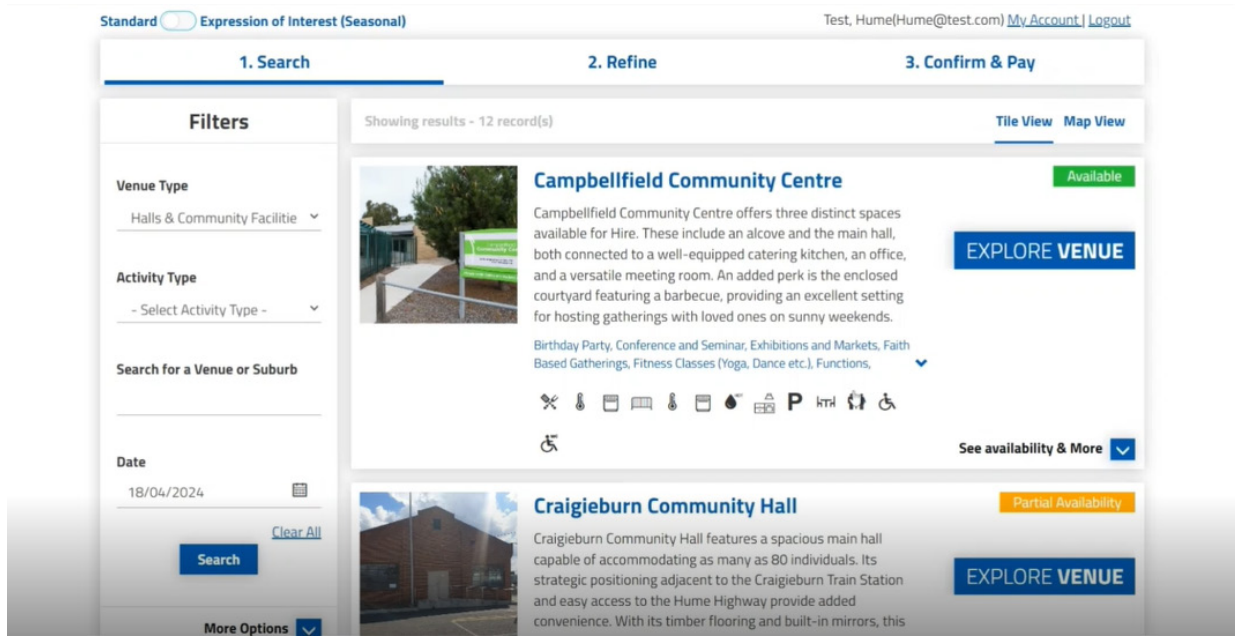 Standard Expression of Interest (Seasonal)
Test, Hume(Hume@test.com) My Account | Logout
1. Search
2. Refine
3. Confirm & Pay
Filters
Venue Type
Halls & Community Facilitie
Activity Type
- Select Activity Type -
Search for a Venue or Suburb
Date
18/04/2024
Clear All
Search
More Options
Showing results - 12 record(s)
Tile View Map View
Campbellfield Community Centre
Available
Campbellfield Community Centre offers three distinct spaces
available for Hire. These include an alcove and the main hall,
both connected to a well-equipped catering kitchen, an office,
and a versatile meeting room. An added perk is the enclosed
courtyard featuring a barbecue, providing an excellent setting
for hosting gatherings with loved ones on sunny weekends.
EXPLORE VENUE
Birthday Party, Conference and Seminar, Exhibitions and Markets, Faith
Based Gatherings, Fitness Classes (Yoga, Dance etc.), Functions,
P
See availability & More
Craigieburn Community Hall
Partial Availability
Craigieburn Community Hall features a spacious main hall
capable of accommodating as many as 80 individuals. Its
strategic positioning adjacent to the Craigieburn Train Station
and easy access to the Hume Highway provide added
convenience. With its timber flooring and built-in mirrors, this
EXPLORE VENUE